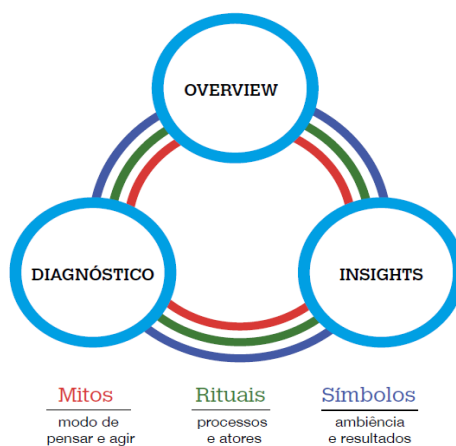 OVERVIEW
DIAGNÓSTICO
INSIGHTS
Mitos
modo de
pensar e agir
Rituais
processos
e atores
Símbolos
ambiência
e resultados